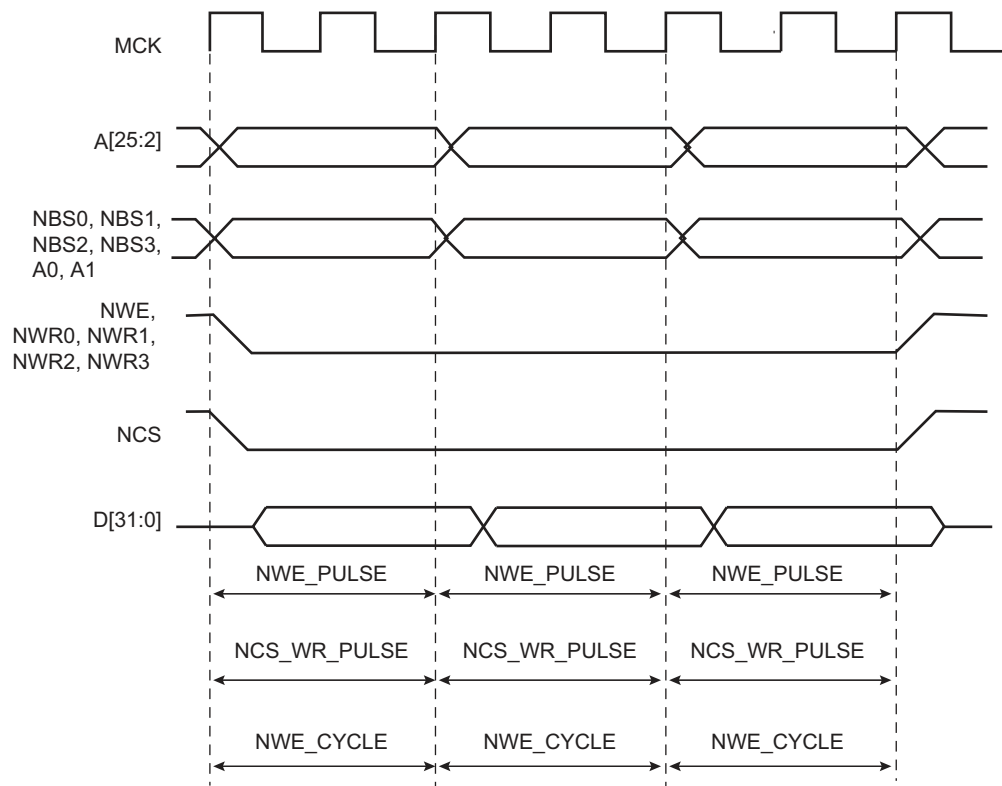 MCK
A[25:2]
NBS0, NBS1,
NBS2, NBS3,
A0, A1
NWE,
NWR0, NWR1,
NWR2, NWR3
NCS
D[31:0]
NWE_PULSE NWE_PULSE NWE_PULSE
NCS_WR_PULSE NCS_WR_PULSE NCS_WR_PULSE
NWE_CYCLE NWE_CYCLE NWE_CYCLE